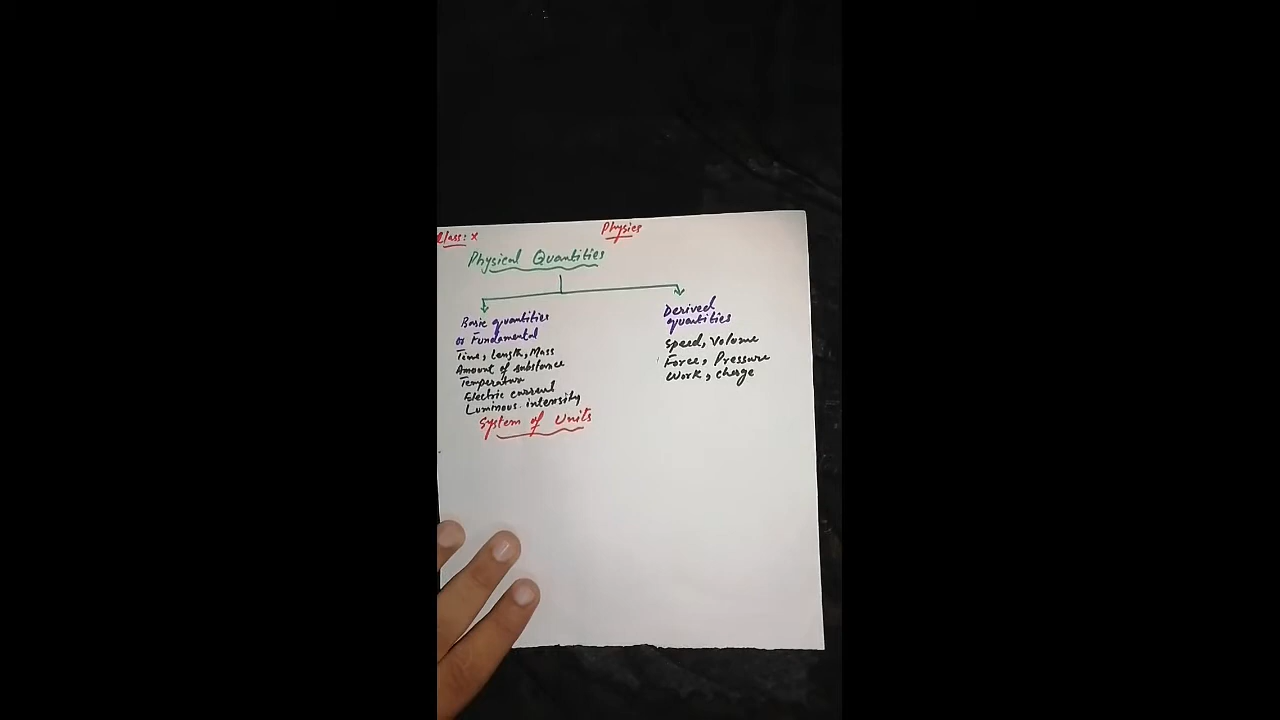 Class: X
Physics
Physical Quantities
Basic quantities
or Fundamental
Time, Length, Mass
Amount of substance
Temperature
Electric current
Luminous intensity
Derived
quantities
Speed, Volume
Force, Pressure
Work, Charge
System of Units